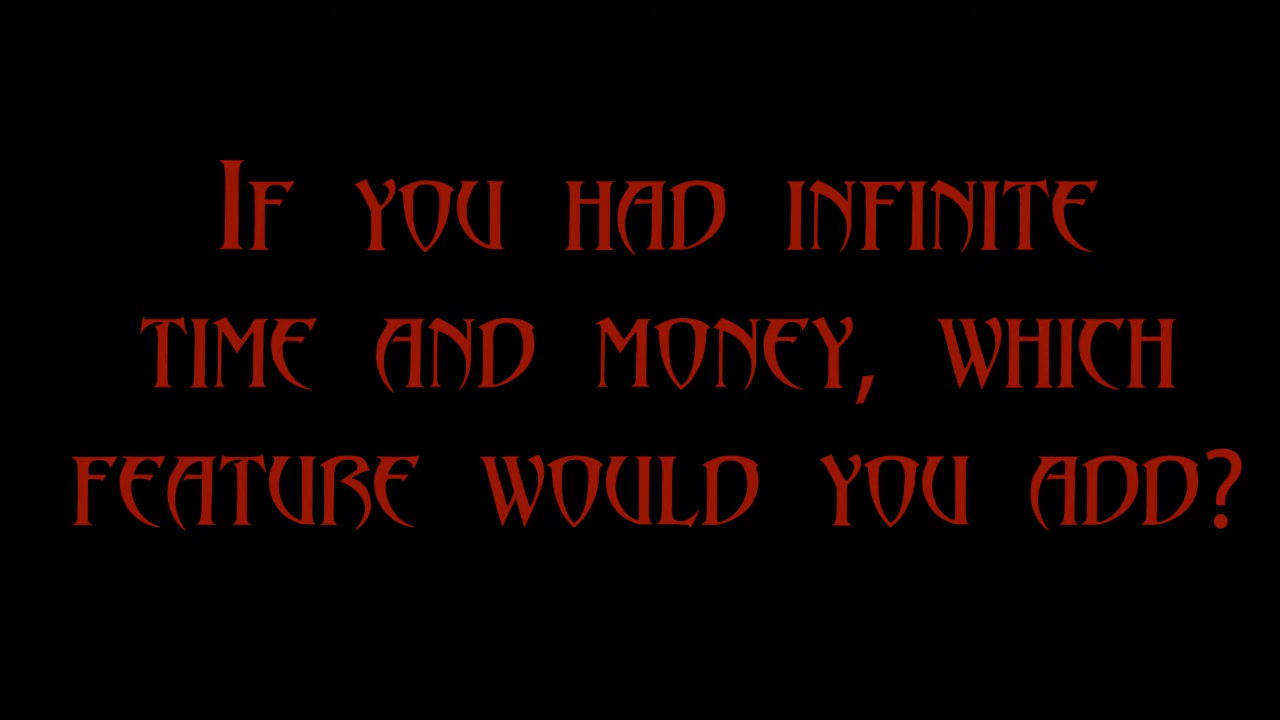 If you had infinite
time and money, which
feature would you add?